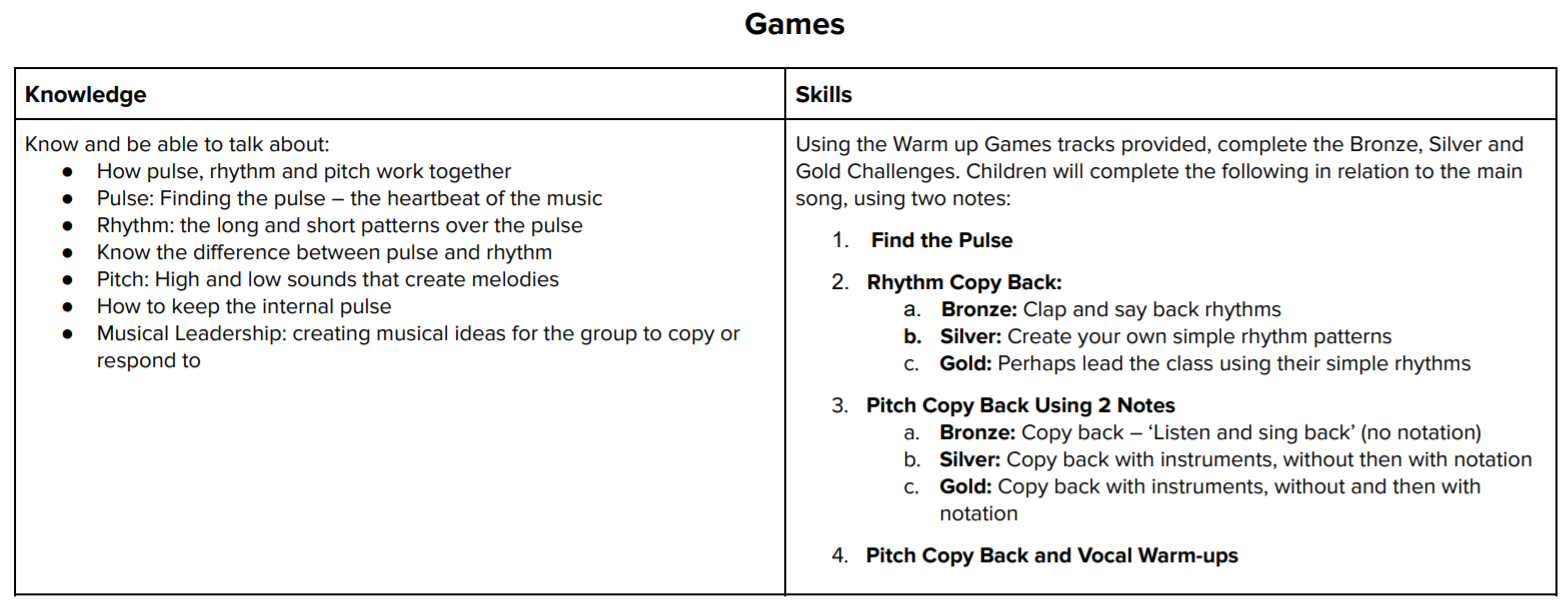 Games
Knowledge
Know and be able to talk about:
● How pulse, rhythm and pitch work together
● Pulse: Finding the pulse – the heartbeat of the music
● Rhythm: the long and short patterns over the pulse
● Know the difference between pulse and rhythm
● Pitch: High and low sounds that create melodies
● How to keep the internal pulse
● Musical Leadership: creating musical ideas for the group to copy or
respond to
Skills
Using the Warm up Games tracks provided, complete the Bronze, Silver and
Gold Challenges. Children will complete the following in relation to the main
song, using two notes:
1. Find the Pulse
2. Rhythm Copy Back:
a. Bronze: Clap and say back rhythms
b. Silver: Create your own simple rhythm patterns
c. Gold: Perhaps lead the class using their simple rhythms
3. Pitch Copy Back Using 2 Notes
a. Bronze: Copy back – ‘Listen and sing back’ (no notation)
b. Silver: Copy back with instruments, without then with notation
c. Gold: Copy back with instruments, without and then with
notation
4. Pitch Copy Back and Vocal Warm-ups